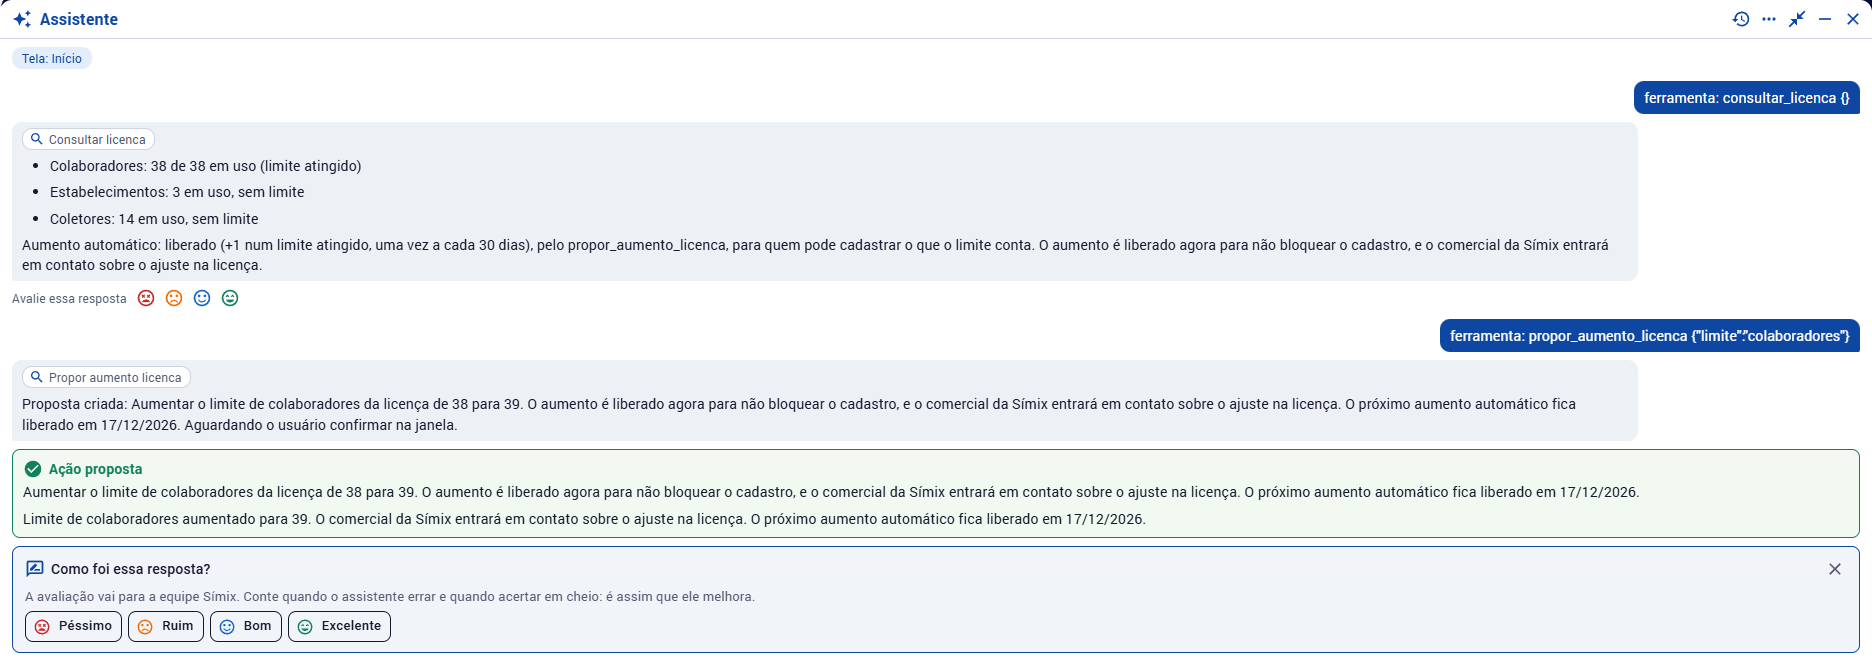 Assistente
Tela: Início
ferramenta: consultar_licenca {}
Consultar licenca
• Colaboradores: 38 de 38 em uso (limite atingido)
• Estabelecimentos: 3 em uso, sem limite
• Coletores: 14 em uso, sem limite
Aumento automático: liberado (+1 num limite atingido, uma vez a cada 30 dias), pelo propor_aumento_licenca, para quem pode cadastrar o que o limite conta. O aumento é liberado agora para não bloquear o cadastro, e o comercial da Símix entrará
em contato sobre o ajuste na licença.
Avalie essa resposta
ferramenta: propor_aumento_licenca {"limite":"colaboradores"}
Propor aumento licenca
Proposta criada: Aumentar o limite de colaboradores da licença de 38 para 39. O aumento é liberado agora para não bloquear o cadastro, e o comercial da Símix entrará em contato sobre o ajuste na licença. O próximo aumento automático fica
liberado em 17/12/2026. Aguardando o usuário confirmar na janela.
Ação proposta
Aumentar o limite de colaboradores da licença de 38 para 39. O aumento é liberado agora para não bloquear o cadastro, e o comercial da Símix entrará em contato sobre o ajuste na licença. O próximo aumento automático fica liberado em 17/12/2026.
Limite de colaboradores aumentado para 39. O comercial da Símix entrará em contato sobre o ajuste na licença. O próximo aumento automático fica liberado em 17/12/2026.
Como foi essa resposta?
A avaliação vai para a equipe Símix. Conte quando o assistente errar e quando acertar em cheio: é assim que ele melhora.
Péssimo Ruim Bom Excelente